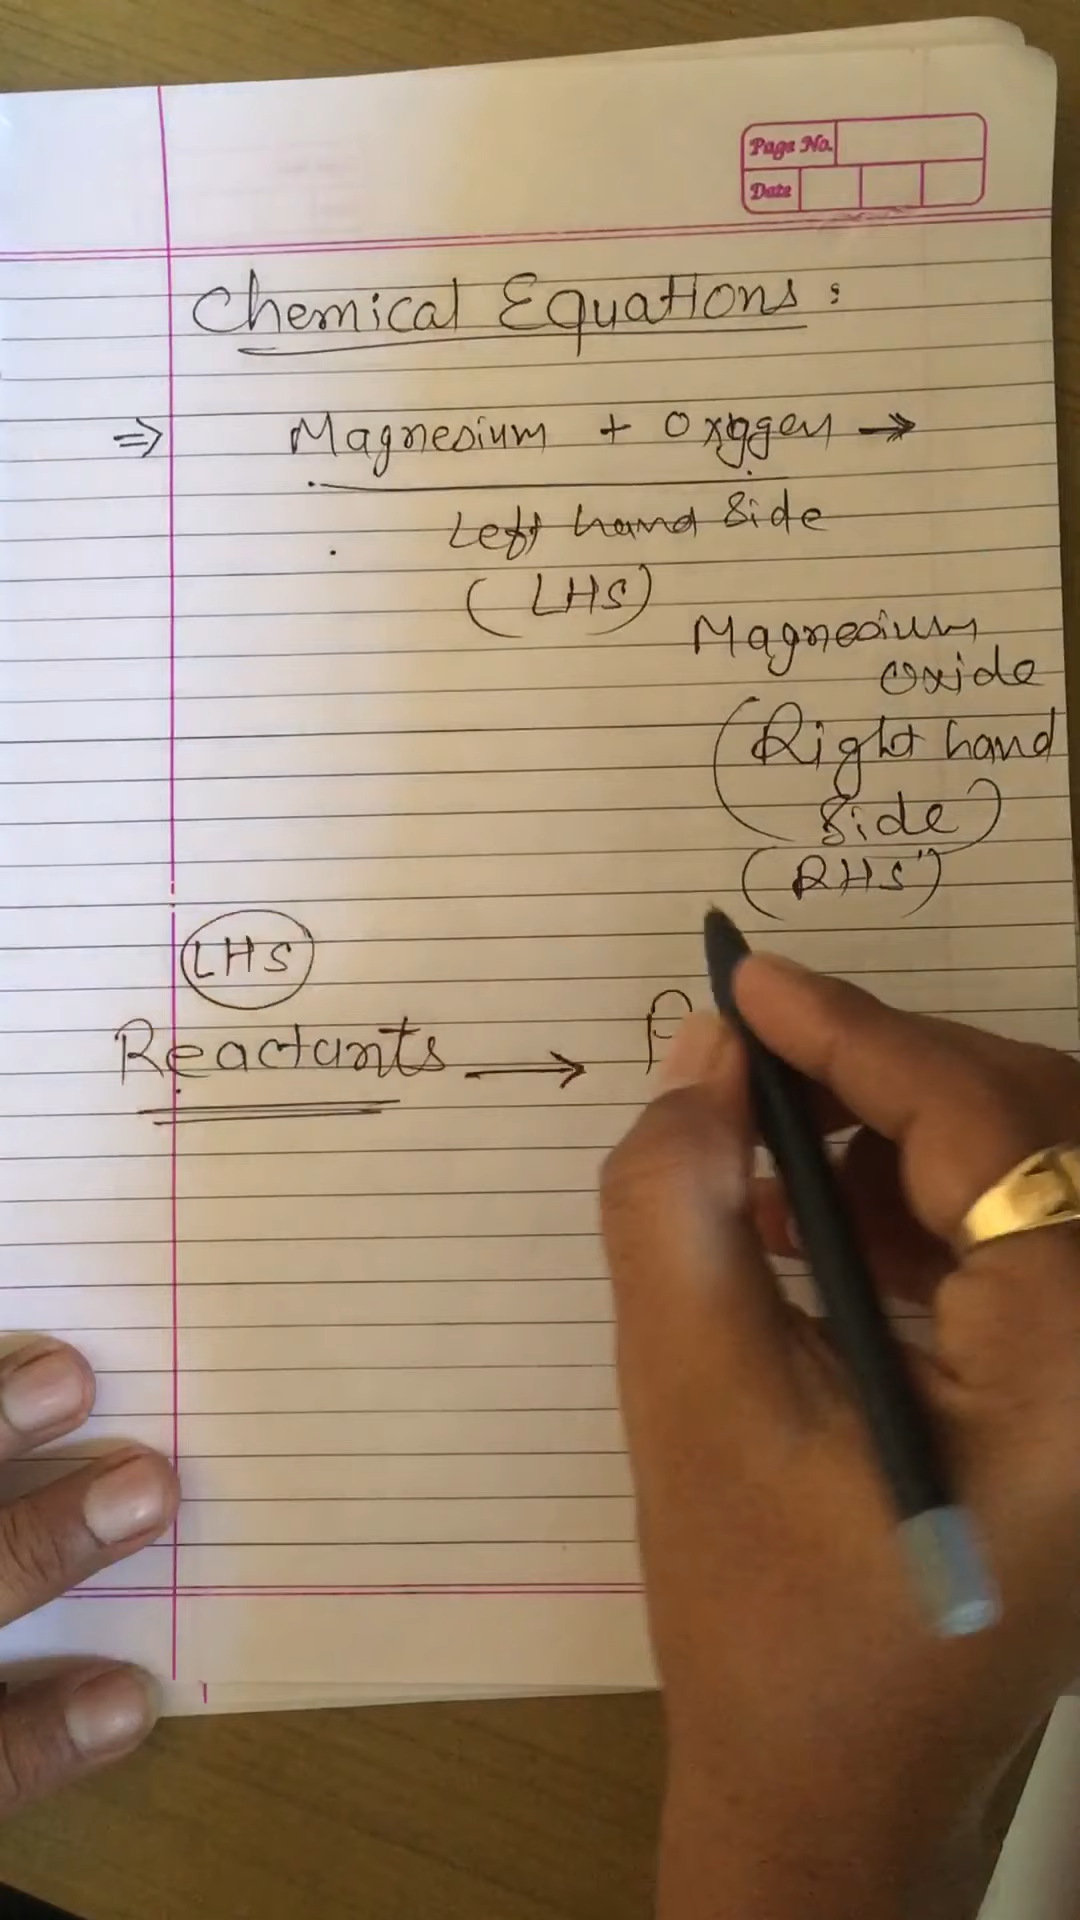 Page No.
Date
Chemical Equations :
⇒ Magnesium + Oxygen →
Left hand Side
(LHS)
Magnesium
Oxide
(Right hand
Side)
(RHS)
LHS
Reactants → P